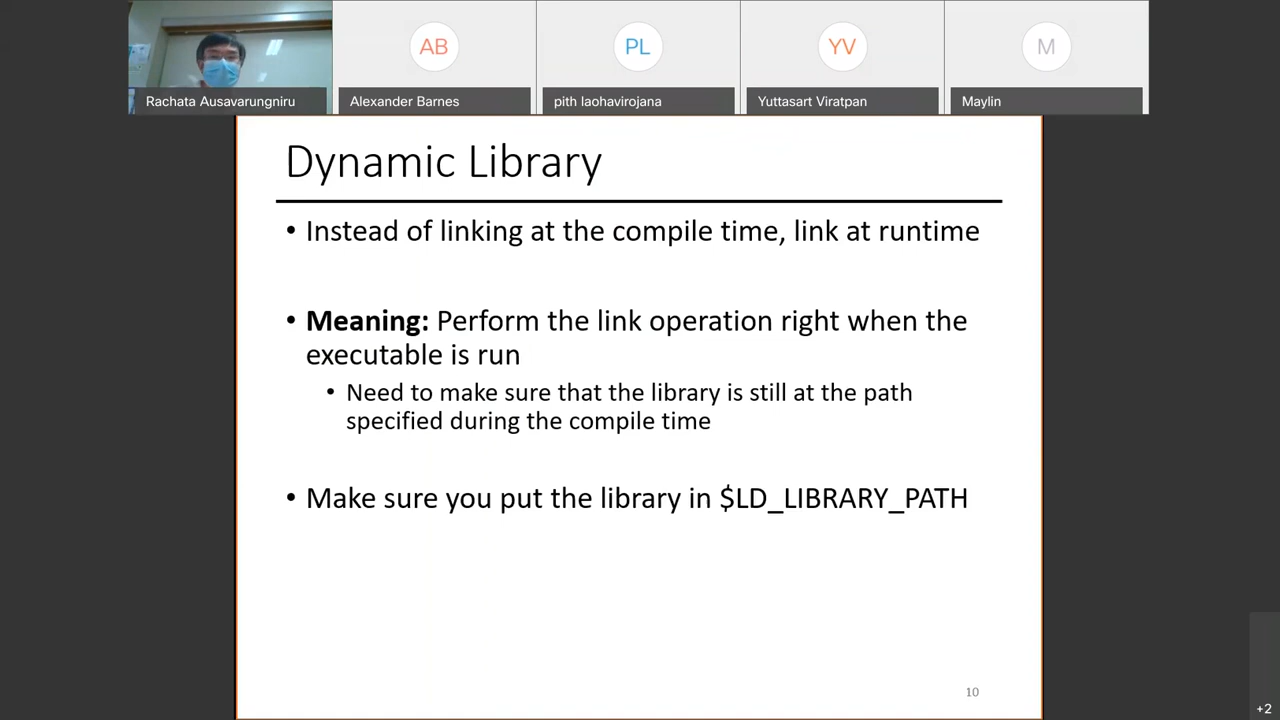 AB
PL
YV
M
Rachata Ausavarungniru
Alexander Barnes
pith laohavirojana
Yuttasart Viratpan
Maylin
Dynamic Library
• Instead of linking at the compile time, link at runtime
• Meaning: Perform the link operation right when the
executable is run
• Need to make sure that the library is still at the path
specified during the compile time
• Make sure you put the library in $LD_LIBRARY_PATH
10
+2